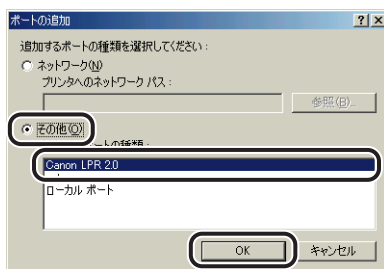 ポートの追加
追加するポートの種類を選択してください：
ネットワーク(N)
プリンタへのネットワーク パス：
参照(B)...
その他(O)
ートの種類：
Canon LPR 2.0
ローカル ポート
OK
キャンセル